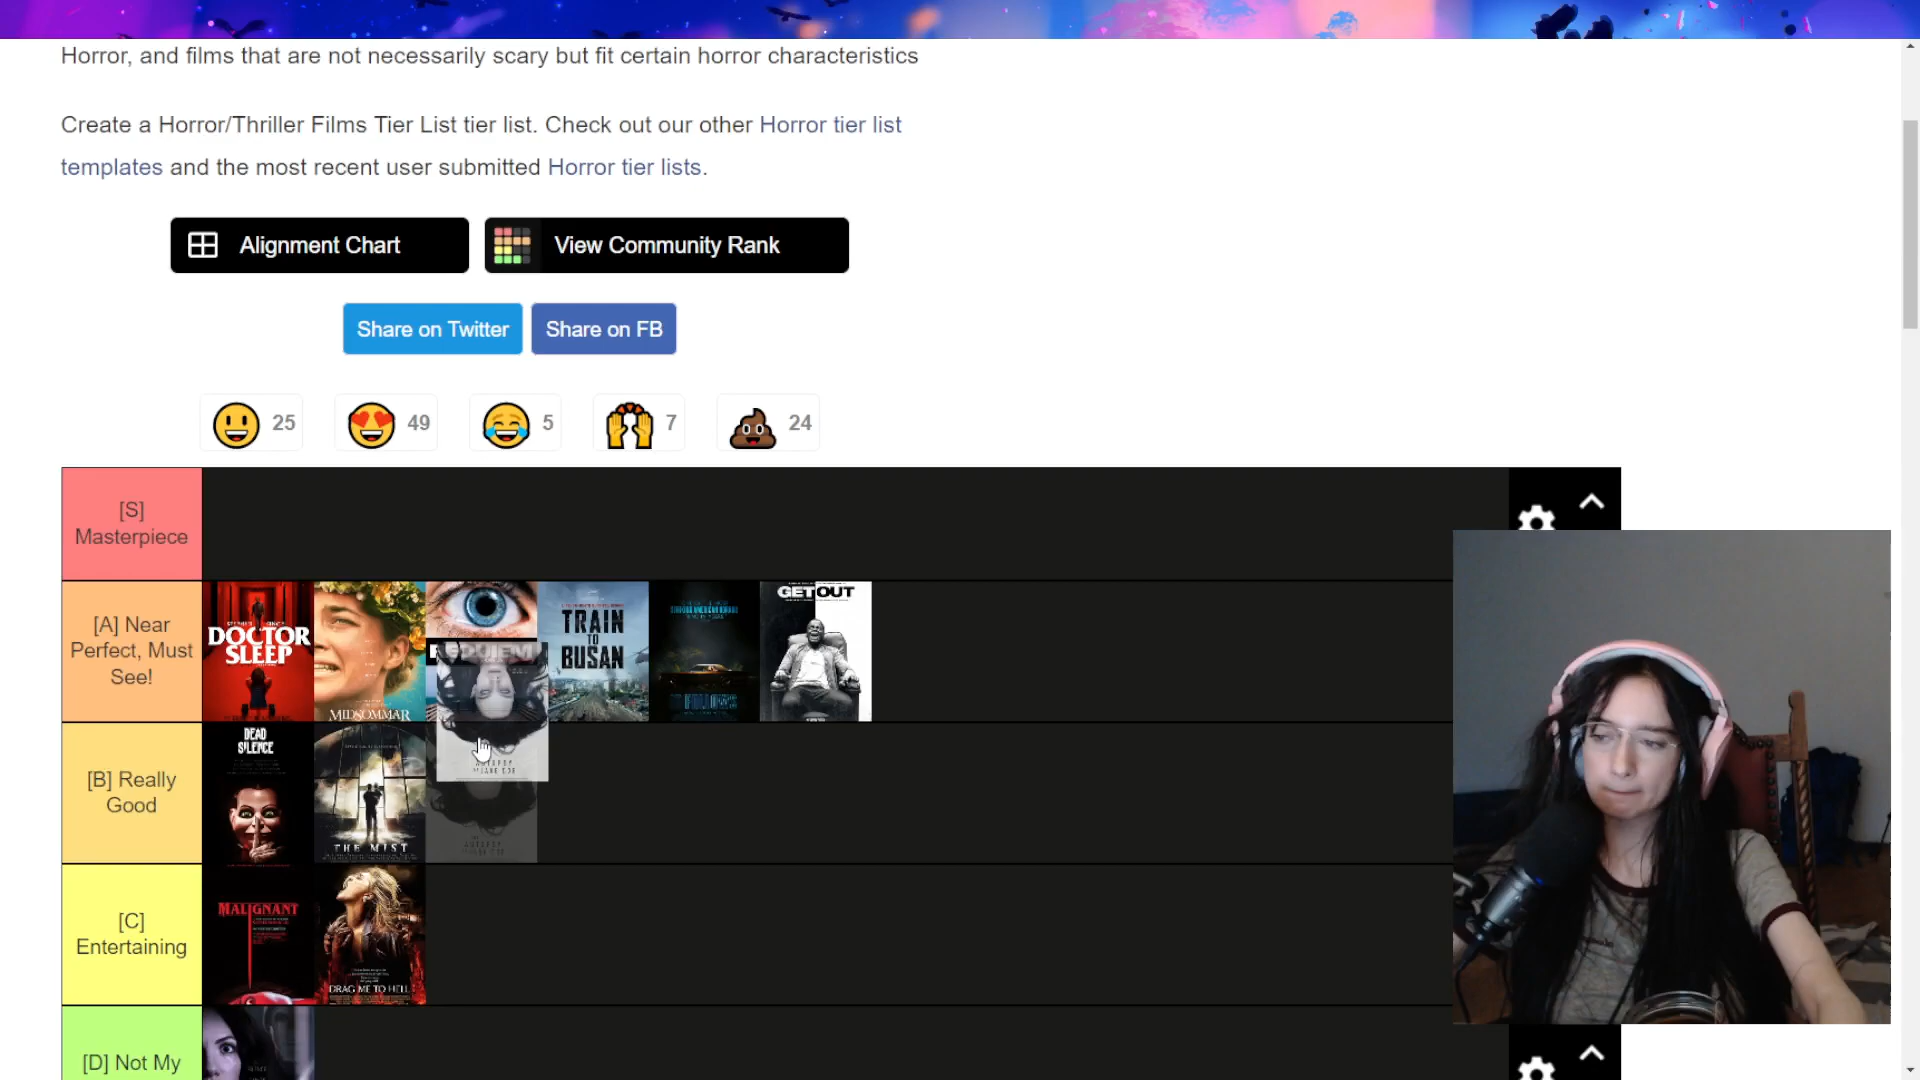 Horror, and films that are not necessarily scary but fit certain horror characteristics
Create a Horror/Thriller Films Tier List tier list. Check out our other Horror tier list
templates and the most recent user submitted Horror tier lists.
Alignment Chart
View Community Rank
Share on Twitter
Share on FB
25
49
5
7
24
[S]
Masterpiece
[A] Near
Perfect, Must
See!
DOCTOR
SLEEP
MIDSOMMAR
TRAIN
TO
BUSAN
GET OUT
[B] Really
Good
DEAD
SILENCE
THE MIST
AUTOPSY
OF JANE DOE
[C]
Entertaining
MALIGNANT
DRAG ME TO HELL
[D] Not My